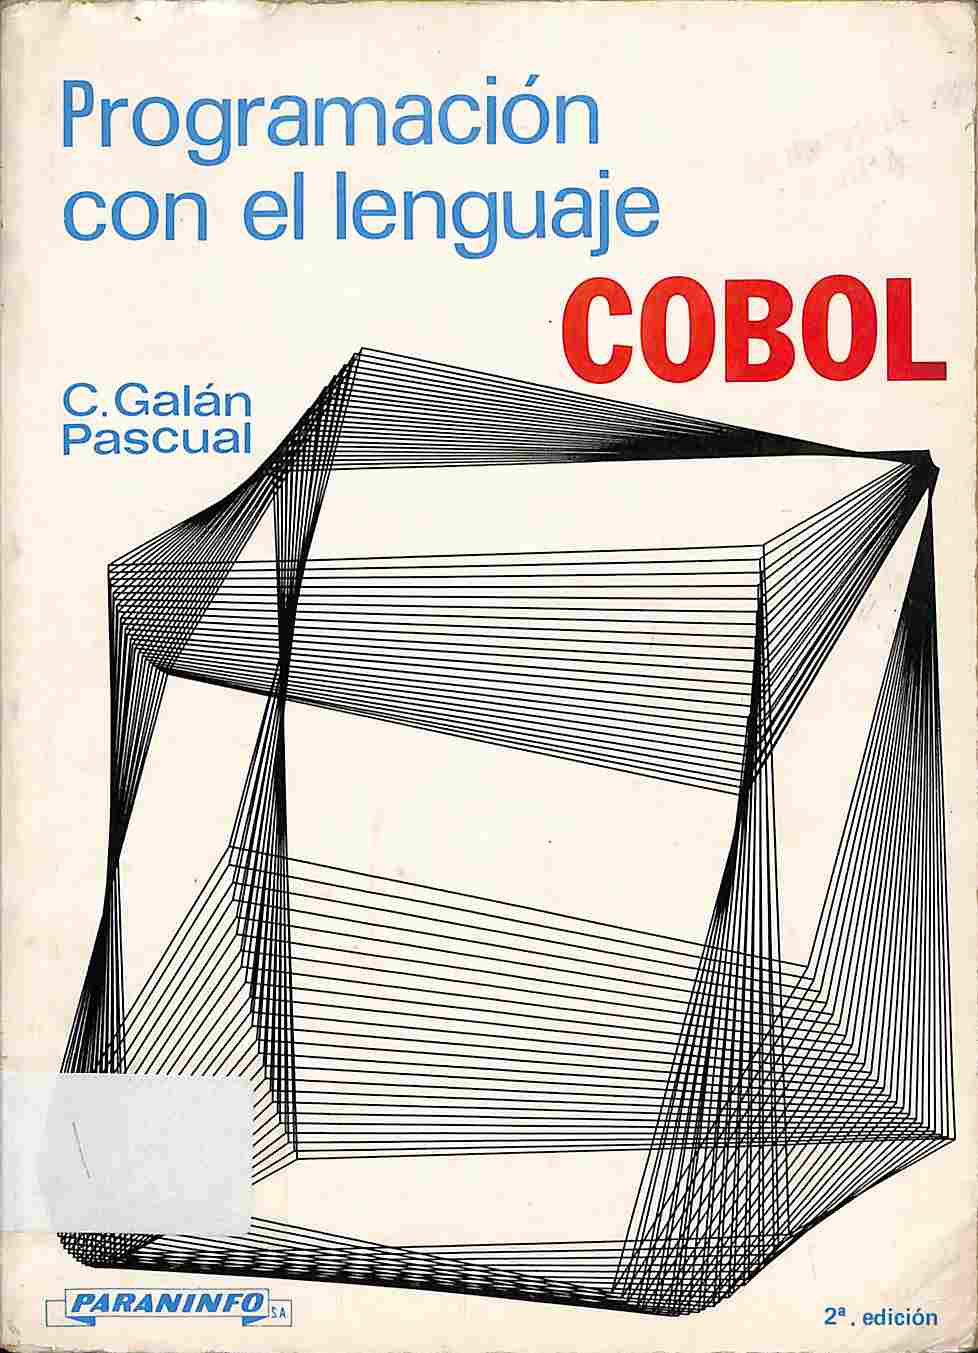 Programación
con el lenguaje
COBOL
C. Galán
Pascual
PARANINFO S.A.
2ª. edición